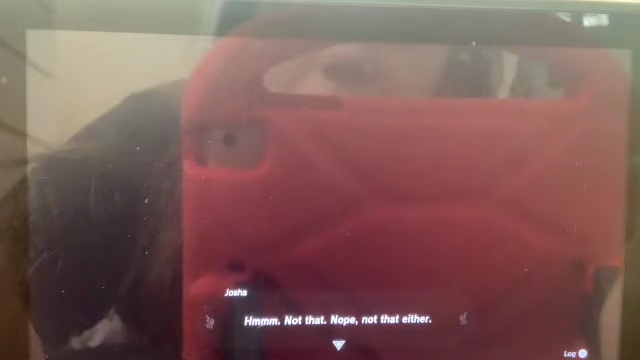 Josha
Hmmm. Not that. Nope, not that either.
Log